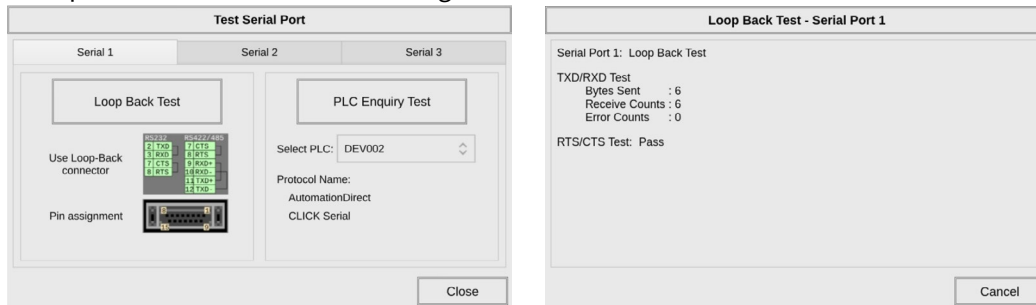 Test Serial Port
Serial 1
Serial 2
Serial 3
Loop Back Test
Use Loop-Back
connector
RS232
RS422/485
2 TXD
3 RXD
7 CTS
8 RTS
7 CTS
8 RTS
9 RXD+
10 RXD-
11 TXD+
12 TXD-
Pin assignment
8 1
15 9
PLC Enquiry Test
Select PLC: DEV002
Protocol Name:
AutomationDirect
CLICK Serial
Close
Loop Back Test - Serial Port 1
Serial Port 1: Loop Back Test
TXD/RXD Test
Bytes Sent : 6
Receive Counts : 6
Error Counts : 0
RTS/CTS Test: Pass
Cancel